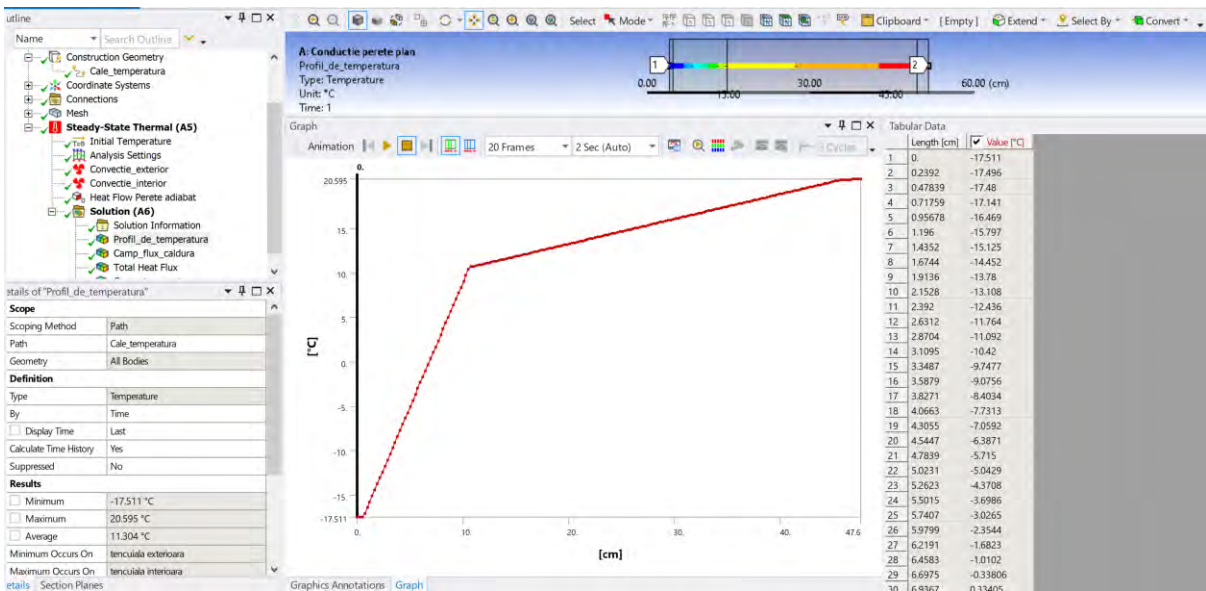 utline
Name
Search Outline
Construction Geometry
Cale_temperatura
Coordinate Systems
Connections
Mesh
Steady-State Thermal (A5)
Initial Temperature
Analysis Settings
Convectie_exterior
Convectie_interior
Heat Flow Perete adiabat
Solution (A6)
Solution Information
Profil_de_temperatura
Camp_flux_caldura
Total Heat Flux
etails of "Profil_de_temperatura"
Scope
Scoping Method Path
Path Cale_temperatura
Geometry All Bodies
Definition
Type Temperature
By Time
Display Time Last
Calculate Time History Yes
Suppressed No
Results
Minimum -17.511 °C
Maximum 20.595 °C
Average 11.304 °C
Minimum Occurs On tencuiala exterioara
Maximum Occurs On tencuiala interioara
etails Section Planes
Select Mode Clipboard [Empty] Extend Select By Convert
A: Conductie perete plan
Profil_de_temperatura
Type: Temperature
Unit: °C
Time: 1
1 2
0.00 15.00 30.00 45.00 60.00 (cm)
Graph
Animation 20 Frames 2 Sec (Auto) 3 Cycles
0.
20.595
15.
10.
5.
0.
-5.
-10.
-15.
-17.511
[°C]
0. 10. 20. 30. 40. 47.6
[cm]
Graphics Annotations Graph
Tabular Data
Length [cm] Value [°C]
1 0. -17.511
2 0.2392 -17.496
3 0.47839 -17.48
4 0.71759 -17.141
5 0.95678 -16.469
6 1.196 -15.797
7 1.4352 -15.125
8 1.6744 -14.452
9 1.9136 -13.78
10 2.1528 -13.108
11 2.392 -12.436
12 2.6312 -11.764
13 2.8704 -11.092
14 3.1095 -10.42
15 3.3487 -9.7477
16 3.5879 -9.0756
17 3.8271 -8.4034
18 4.0663 -7.7313
19 4.3055 -7.0592
20 4.5447 -6.3871
21 4.7839 -5.715
22 5.0231 -5.0429
23 5.2623 -4.3708
24 5.5015 -3.6986
25 5.7407 -3.0265
26 5.9799 -2.3544
27 6.2191 -1.6823
28 6.4583 -1.0102
29 6.6975 -0.33806
30 6.9367 0.33405